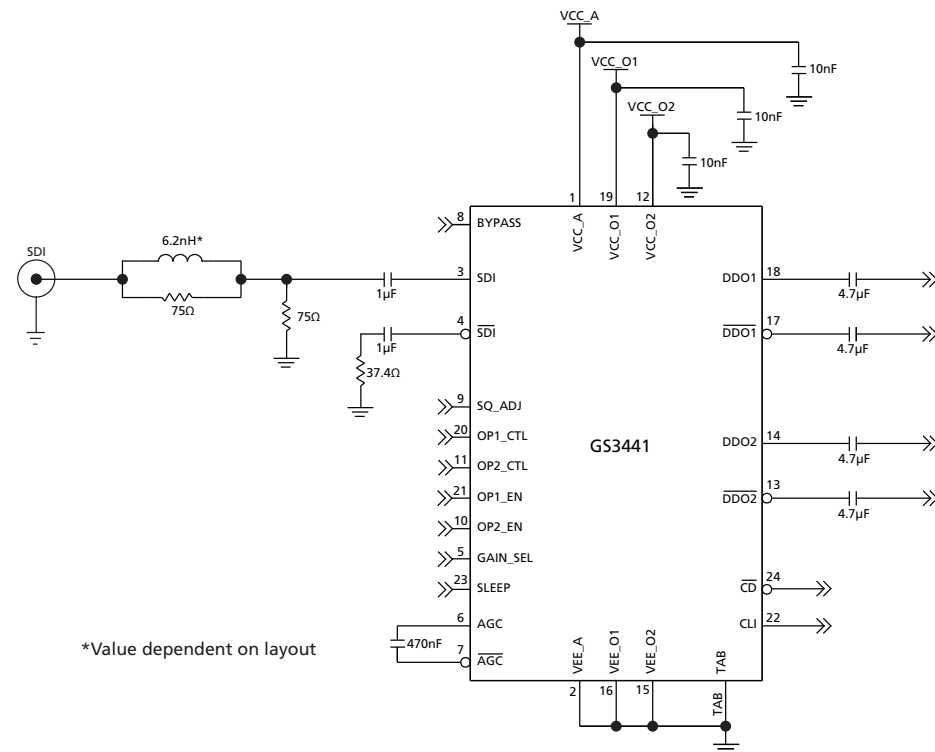 VCC_A
10nF
VCC_O1
10nF
VCC_O2
10nF
1
19
12
VCC_A
VCC_O1
VCC_O2
8
BYPASS
SDI
6.2nH*
75Ω
75Ω
1µF
3
SDI
4
SDI
1µF
37.4Ω
9
SQ_ADJ
20
OP1_CTL
11
OP2_CTL
21
OP1_EN
10
OP2_EN
5
GAIN_SEL
23
SLEEP
6
AGC
470nF
7
AGC
GS3441
DDO1
18
4.7µF
DDO1
17
4.7µF
DDO2
14
4.7µF
DDO2
13
4.7µF
CD
24
CLI
22
VEE_A
VEE_O1
VEE_O2
TAB
2
16
15
TAB
*Value dependent on layout